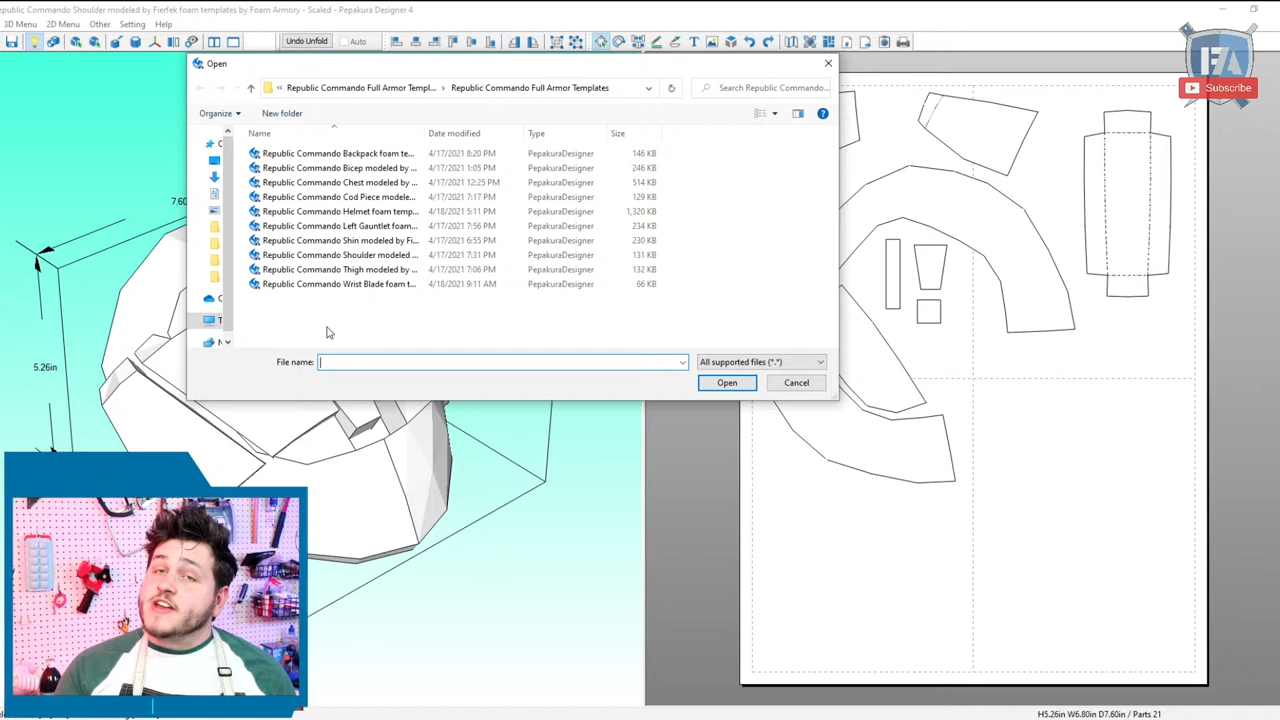 Republic Commando Shoulder modeled by Fierfek foam templates by Foam Armory - Scaled - Pepakura Designer 4
3D Menu 2D Menu Other Setting Help
Undo Unfold Auto
FA
Subscribe
Open
« Republic Commando Full Armor Templ... › Republic Commando Full Armor Templates
Search Republic Commando...
Organize New folder
Name Date modified Type Size
Republic Commando Backpack foam te... 4/17/2021 8:20 PM PepakuraDesigner 146 KB
Republic Commando Bicep modeled by ... 4/17/2021 1:05 PM PepakuraDesigner 246 KB
Republic Commando Chest modeled by ... 4/17/2021 12:25 PM PepakuraDesigner 514 KB
Republic Commando Cod Piece modele... 4/17/2021 7:17 PM PepakuraDesigner 129 KB
Republic Commando Helmet foam temp... 4/18/2021 5:11 PM PepakuraDesigner 1,320 KB
Republic Commando Left Gauntlet foam... 4/17/2021 7:56 PM PepakuraDesigner 234 KB
Republic Commando Shin modeled by Fi... 4/17/2021 6:55 PM PepakuraDesigner 230 KB
Republic Commando Shoulder modeled ... 4/17/2021 7:31 PM PepakuraDesigner 131 KB
Republic Commando Thigh modeled by ... 4/17/2021 7:06 PM PepakuraDesigner 132 KB
Republic Commando Wrist Blade foam t... 4/18/2021 9:11 AM PepakuraDesigner 66 KB
File name: All supported files (*.*)
Open Cancel
7.60
5.26in
H5.26in W6.80in D7.60in / Parts 21